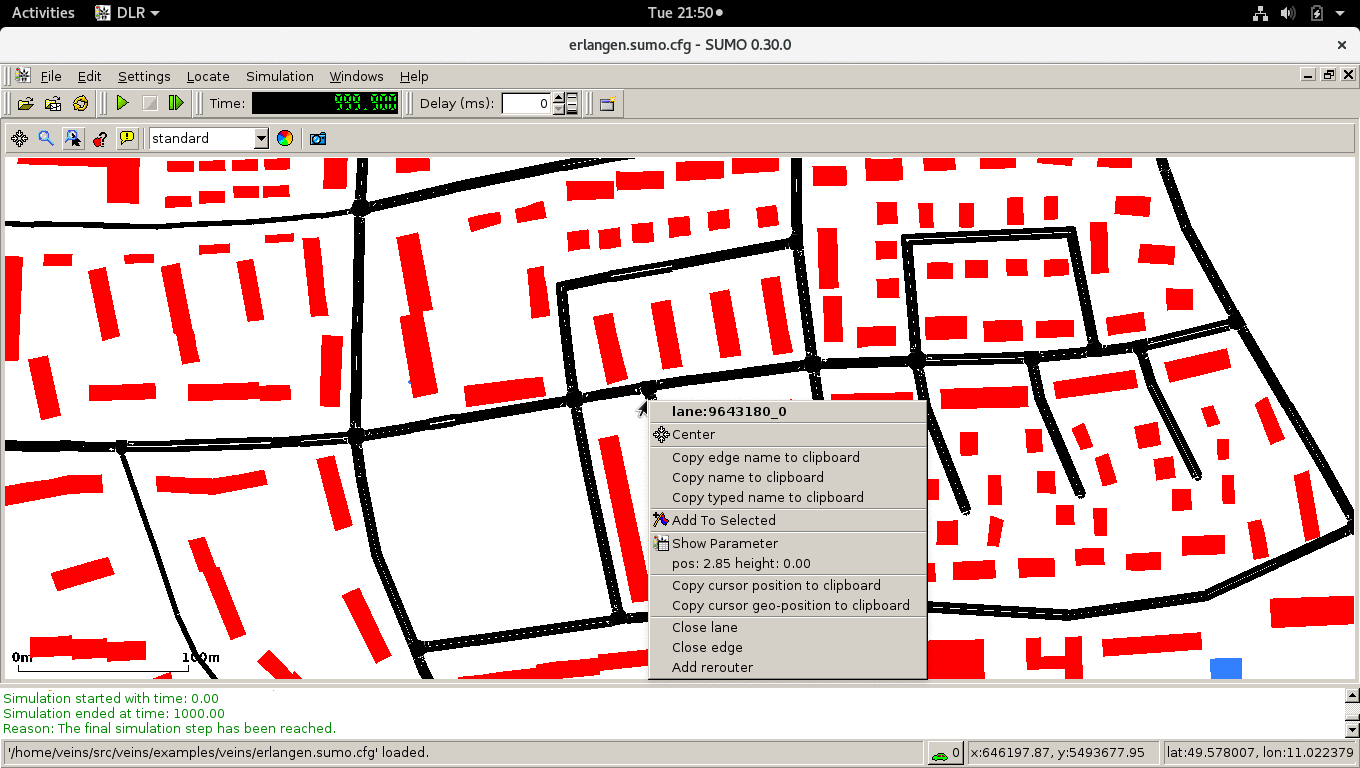 Activities DLR Tue 21:50
erlangen.sumo.cfg - SUMO 0.30.0
File Edit Settings Locate Simulation Windows Help
Time: 999.900 Delay (ms): 0
standard
lane:9643180_0
Center
Copy edge name to clipboard
Copy name to clipboard
Copy typed name to clipboard
Add To Selected
Show Parameter
pos: 2.85 height: 0.00
Copy cursor position to clipboard
Copy cursor geo-position to clipboard
Close lane
Close edge
Add rerouter
0m 100m
Simulation started with time: 0.00
Simulation ended at time: 1000.00
Reason: The final simulation step has been reached.
'/home/veins/src/veins/examples/veins/erlangen.sumo.cfg' loaded. 0 x:646197.87, y:5493677.95 lat:49.578007, lon:11.022379